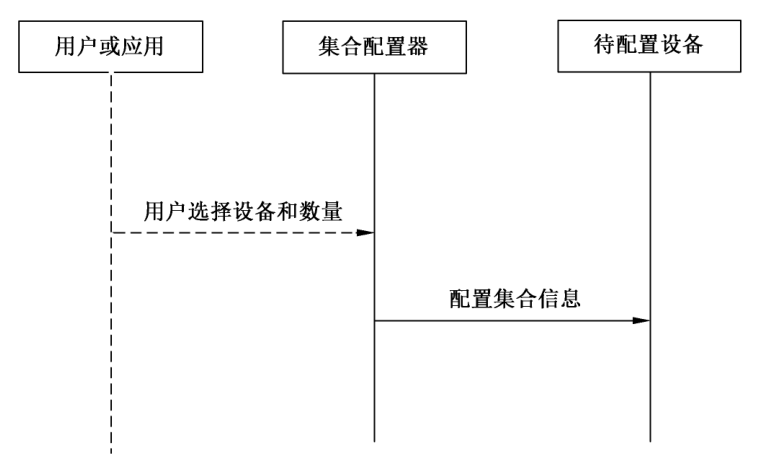 用户或应用
集合配置器
待配置设备
用户选择设备和数量
配置集合信息